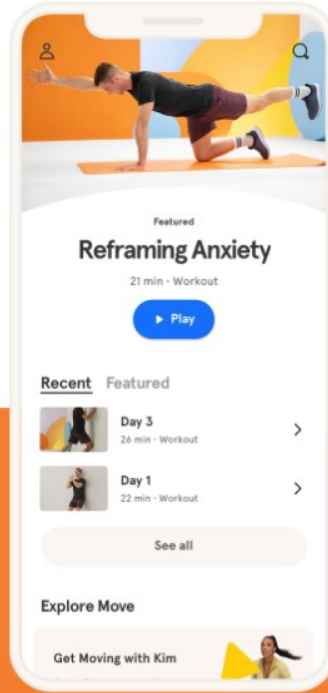 Featured
Reframing Anxiety
21 min · Workout
Play
Recent Featured
Day 3
26 min · Workout
Day 1
22 min · Workout
See all
Explore Move
Get Moving with Kim